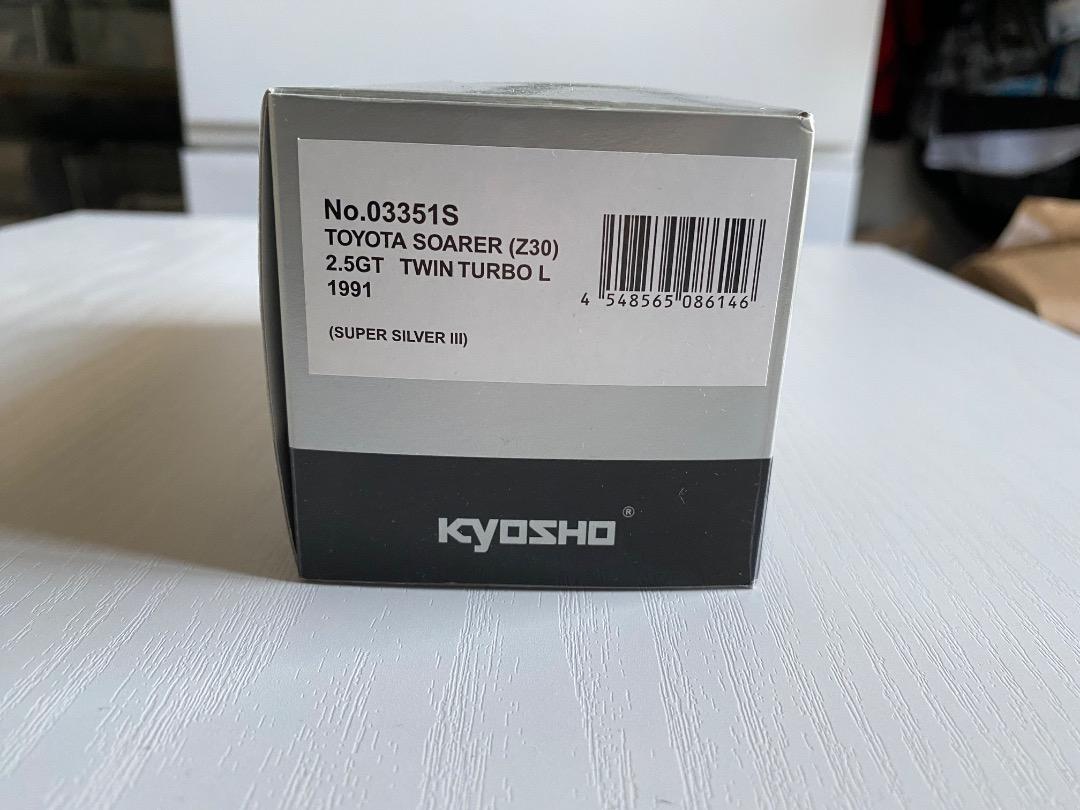 No.03351S
TOYOTA SOARER (Z30)
2.5GT TWIN TURBO L
1991
(SUPER SILVER III)
4 548565 086146
KYOSHO ®